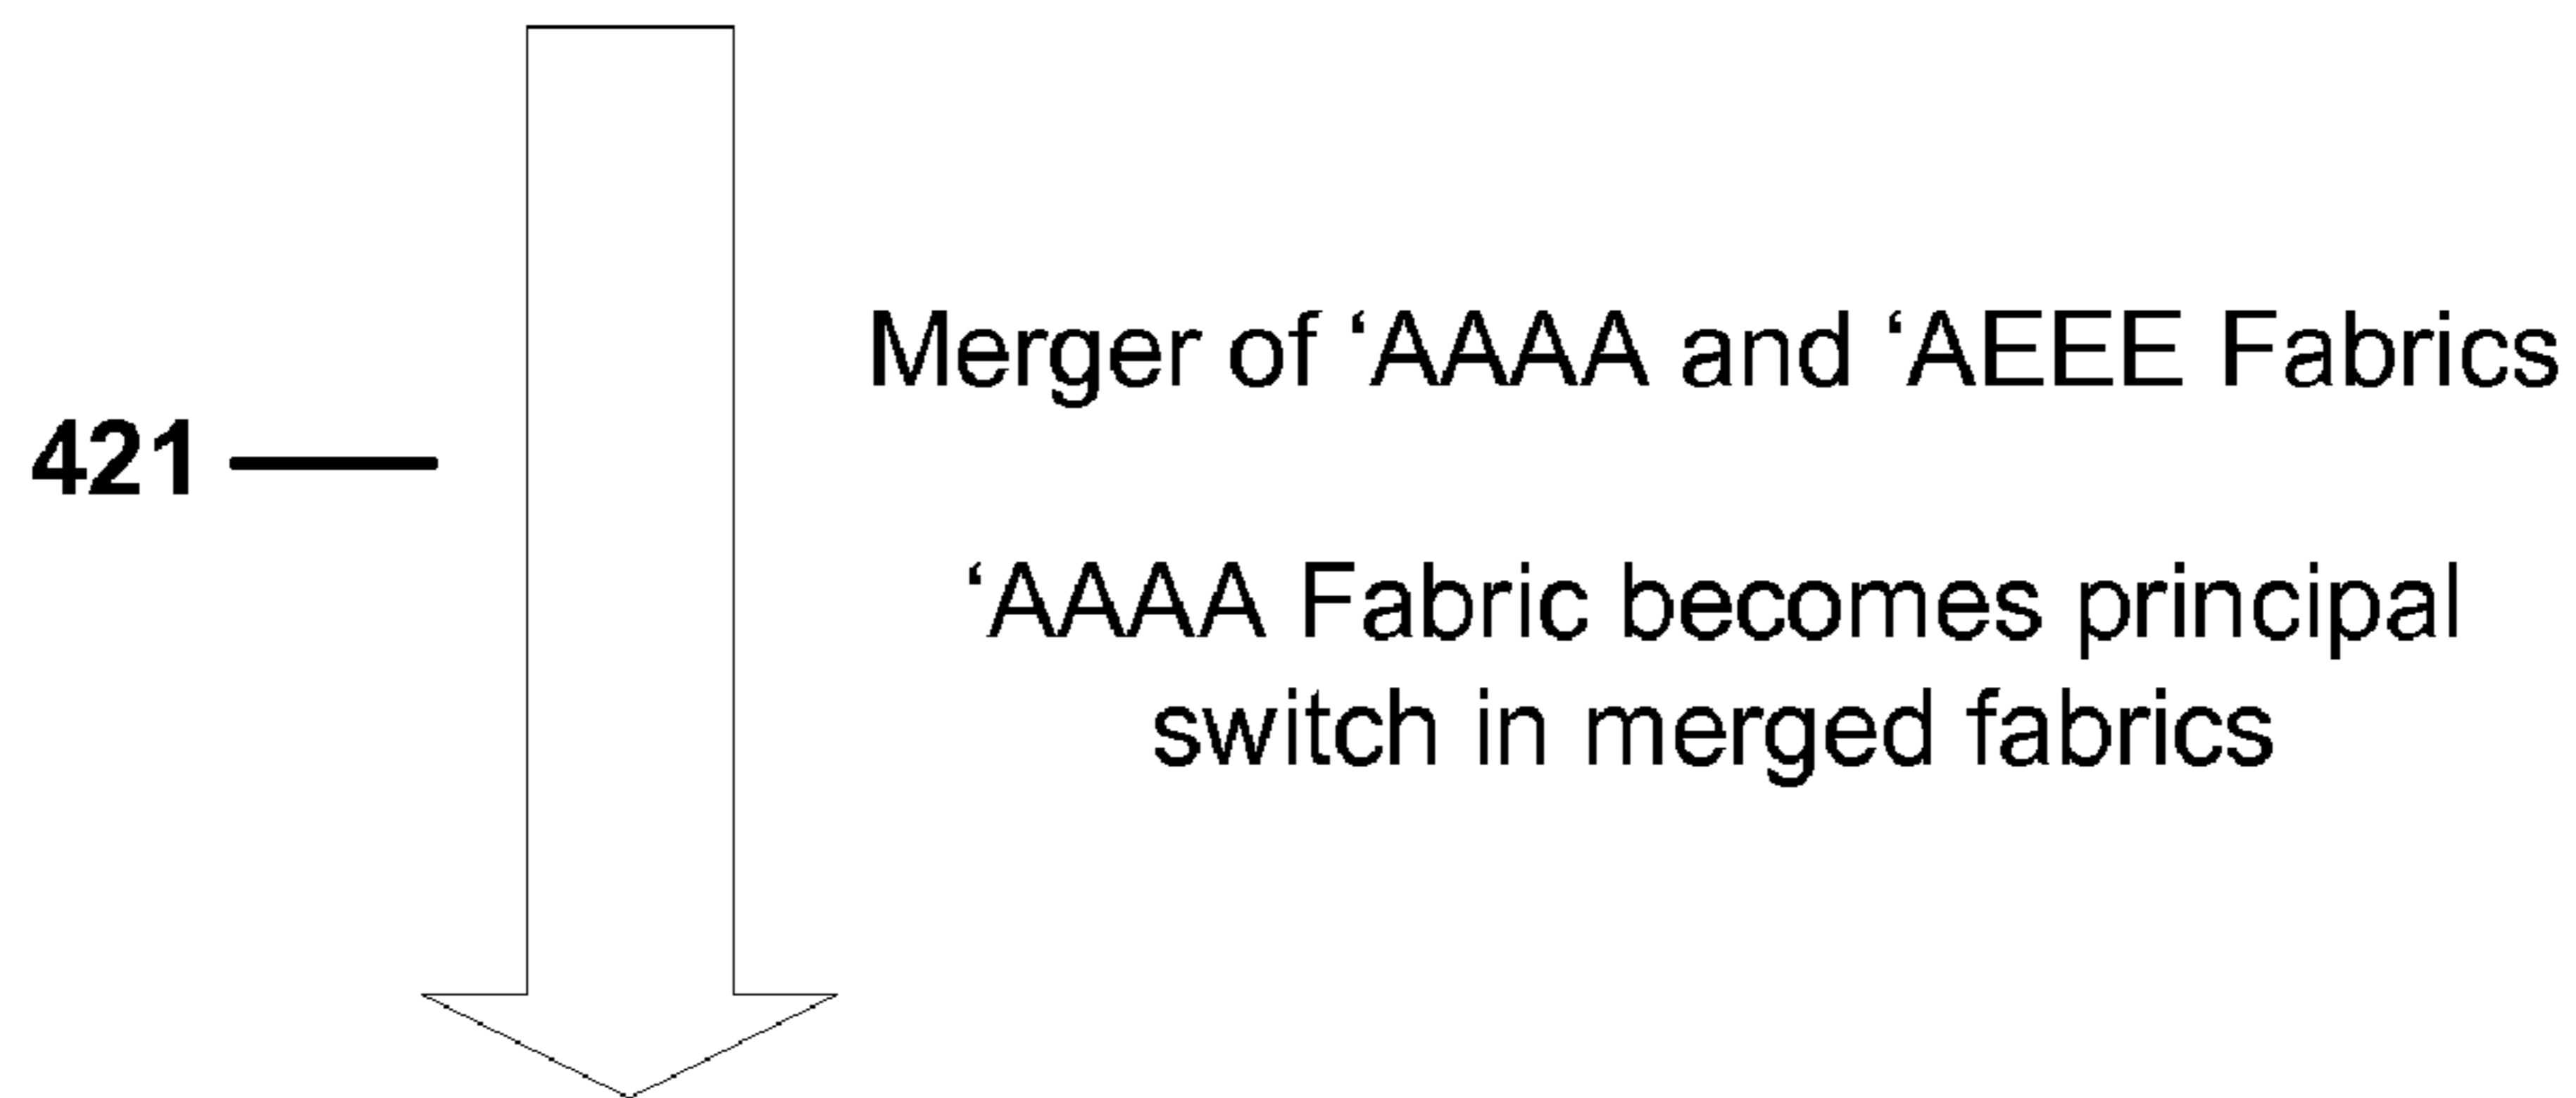 Merger of ‘AAAA and ‘AEEE Fabrics
421
‘AAAA Fabric becomes principal
switch in merged fabrics